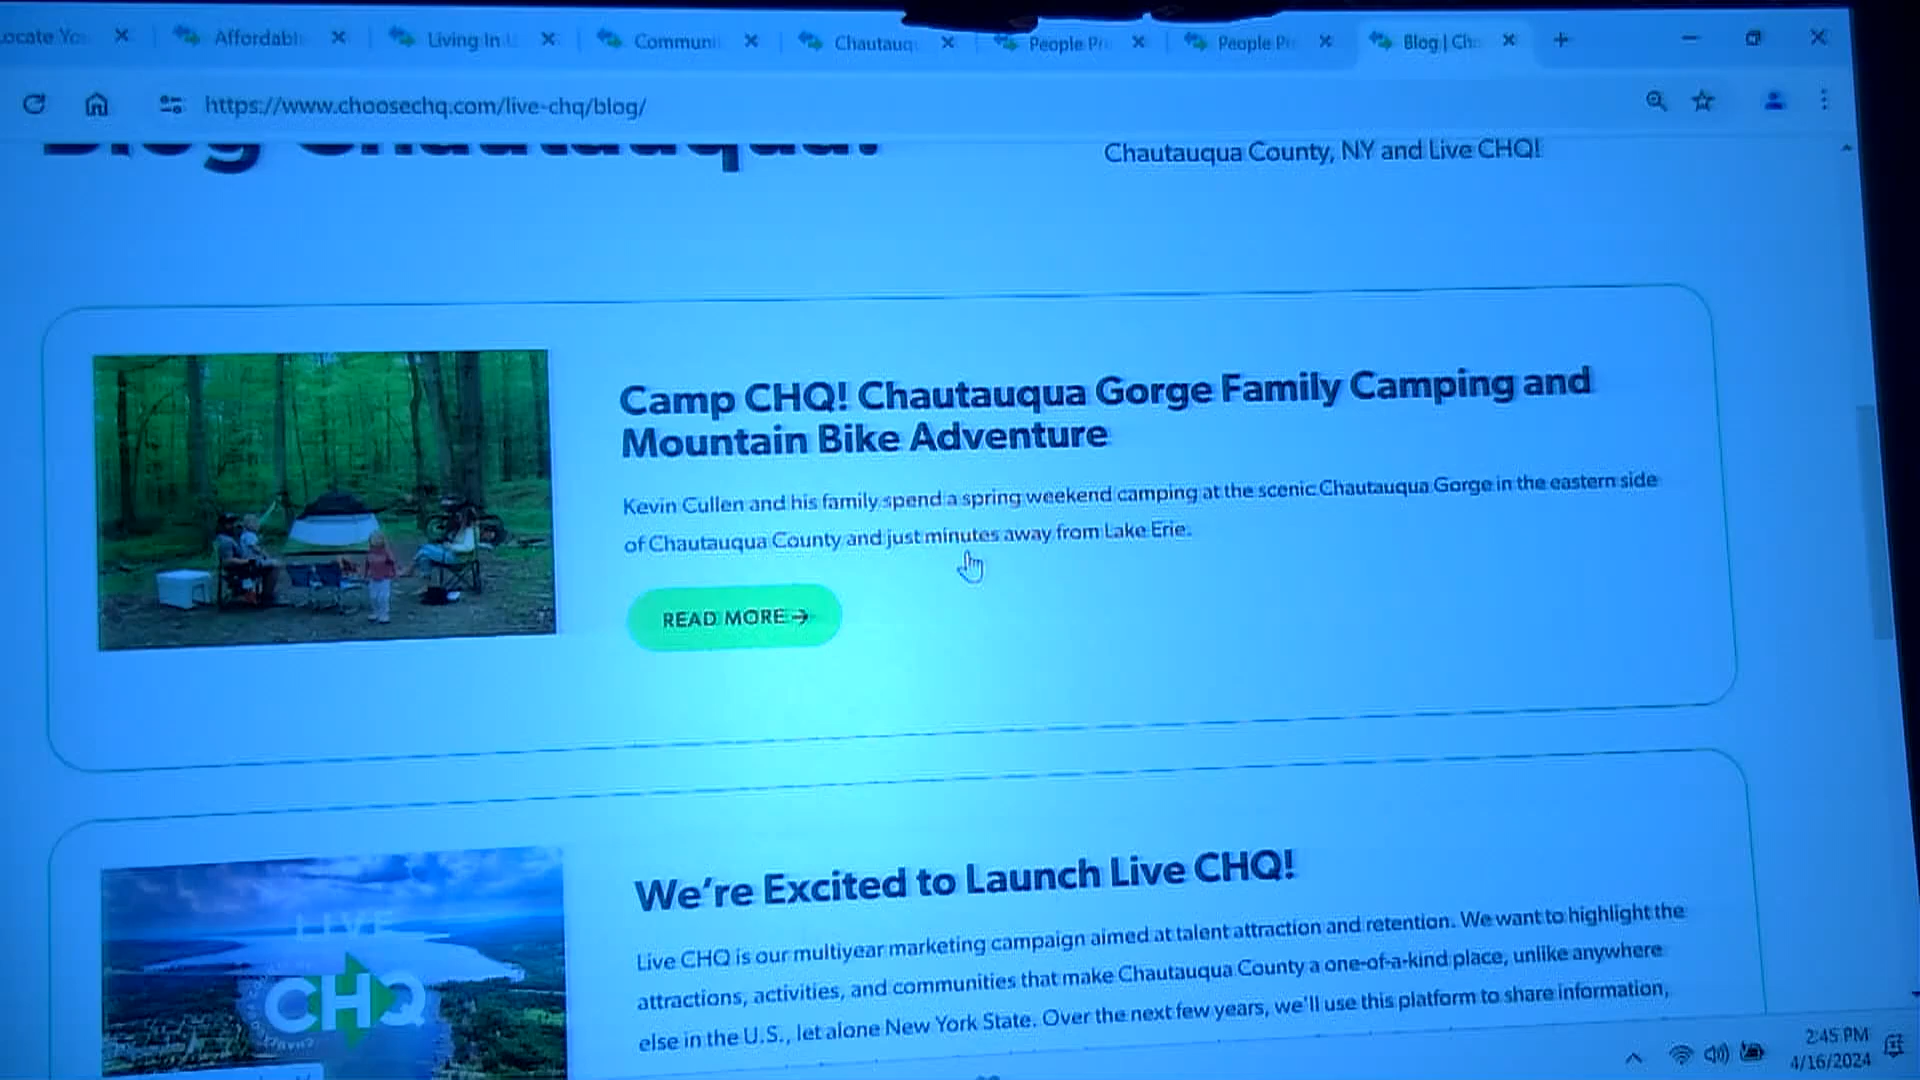 ocate Yo
Affordabl
Living In
Communi
Chautauq
People Pr
People Pr
Blog | Ch
https://www.choosechq.com/live-chq/blog/
Blog Chautauqua!
Chautauqua County, NY and Live CHQ!
Camp CHQ! Chautauqua Gorge Family Camping and
Mountain Bike Adventure
Kevin Cullen and his family spend a spring weekend camping at the scenic Chautauqua Gorge in the eastern side
of Chautauqua County and just minutes away from Lake Erie.
READ MORE →
We're Excited to Launch Live CHQ!
Live CHQ is our multiyear marketing campaign aimed at talent attraction and retention. We want to highlight the
attractions, activities, and communities that make Chautauqua County a one-of-a-kind place, unlike anywhere
else in the U.S., let alone New York State. Over the next few years, we'll use this platform to share information,
LIVE
CHQ
2:45 PM
4/16/2024